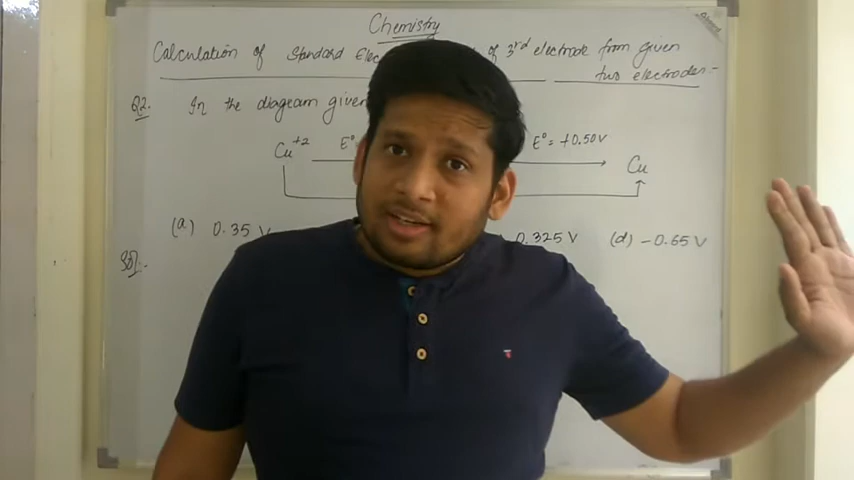 Chemistry
Calculation of Standard Elec of 3rd electrode from given
two electrodes:-
Q2. In the diagram given
Cu+2 E° E° = +0.50V Cu
(a) 0.35 V 0.325 V (d) -0.65 V
Sol:-